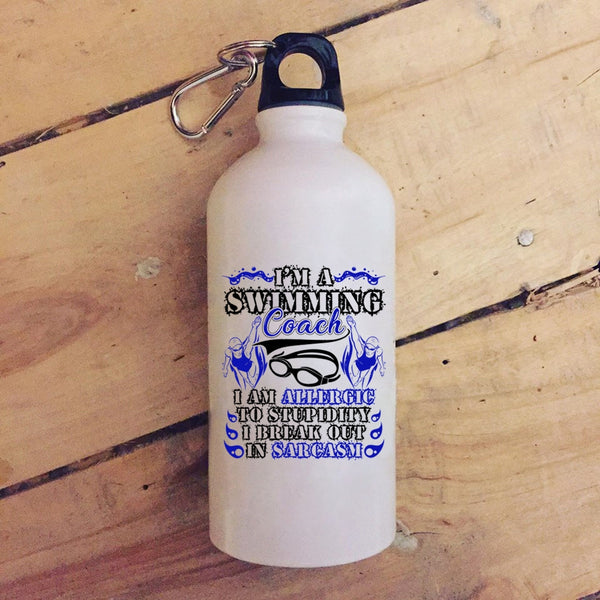 I'M A
SWIMMING
Coach
I AM ALLERGIC
TO STUPIDITY
I BREAK OUT
IN SARCASM